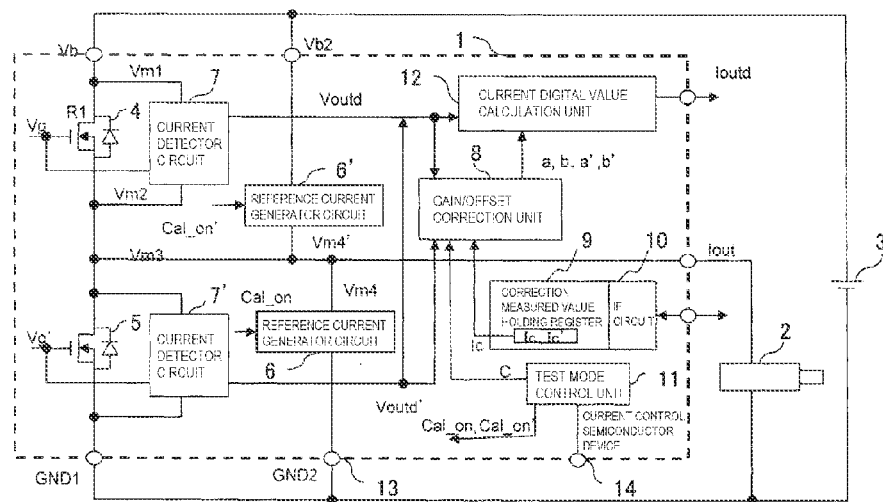 Vb
Vb2
1
Vm1
7
12
CURRENT DIGITAL VALUE
CALCULATION UNIT
Ioutd
Voutd
R1
4
Vg
CURRENT
DETECTOR
CIRCUIT
8
a, b, a', b'
6'
REFERENCE CURRENT
GENERATOR CIRCUIT
GAIN/OFFSET
CORRECTION UNIT
Vm2
Cal_on'
Vm3
Vm4'
Iout
3
7'
9
10
Cal_on
Vm4
CORRECTION
MEASURED VALUE
HOLDING REGISTER
IF
CIRCUIT
5
Vg'
CURRENT
DETECTOR
CIRCUIT
REFERENCE CURRENT
GENERATOR CIRCUIT
Ic
Ic, Ic'
2
6
C
TEST MODE
CONTROL UNIT
11
Voutd'
Cal_on, Cal_on'
CURRENT CONTROL
SEMICONDUCTOR
DEVICE
GND1
GND2
13
14